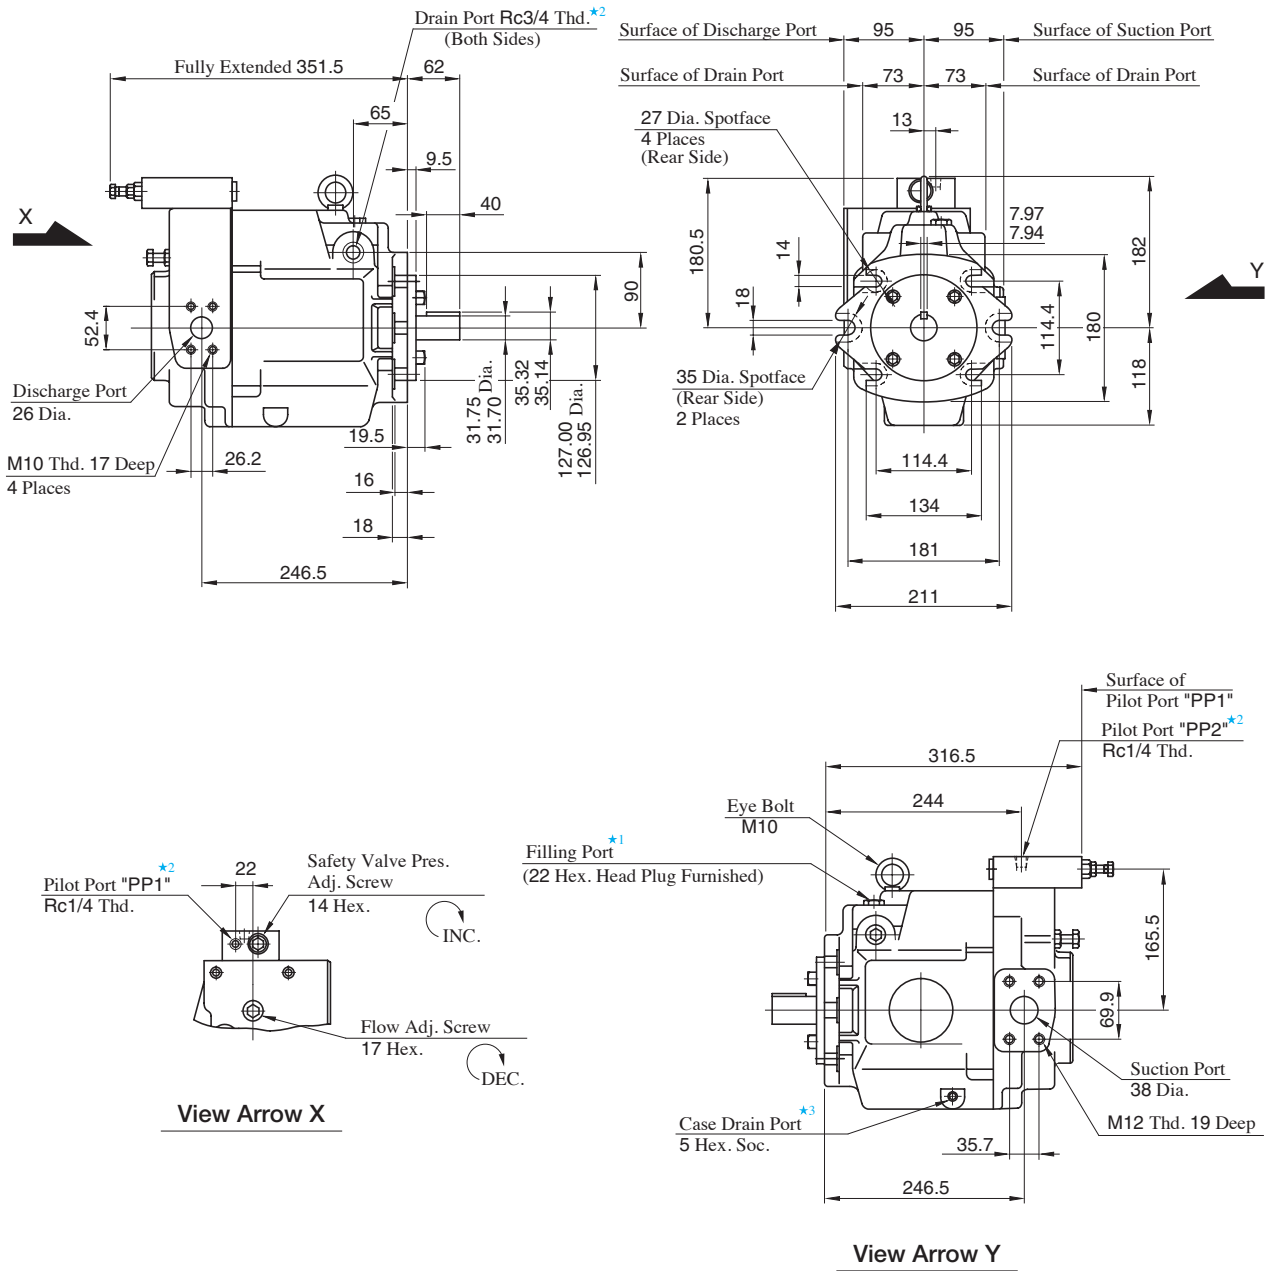 Drain Port Rc3/4 Thd.★2
(Both Sides)
Fully Extended 351.5
62
65
9.5
40
X
90
52.4
Discharge Port
26 Dia.
M10 Thd. 17 Deep
4 Places
26.2
19.5
16
18
246.5
31.75 Dia.
31.70
35.32
35.14
127.00 Dia.
126.95
Surface of Discharge Port
95
95
Surface of Suction Port
Surface of Drain Port
73
73
Surface of Drain Port
27 Dia. Spotface
4 Places
(Rear Side)
13
7.97
7.94
180.5
14
18
182
Y
114.4
180
118
35 Dia. Spotface
(Rear Side)
2 Places
114.4
134
181
211
Pilot Port "PP1"★2
Rc1/4 Thd.
22
Safety Valve Pres.
Adj. Screw
14 Hex.
INC.
Flow Adj. Screw
17 Hex.
DEC.
View Arrow X
Surface of
Pilot Port "PP1"
Pilot Port "PP2"★2
Rc1/4 Thd.
316.5
244
Eye Bolt
M10
Filling Port★1
(22 Hex. Head Plug Furnished)
165.5
69.9
Suction Port
38 Dia.
M12 Thd. 19 Deep
Case Drain Port★3
5 Hex. Soc.
35.7
246.5
View Arrow Y